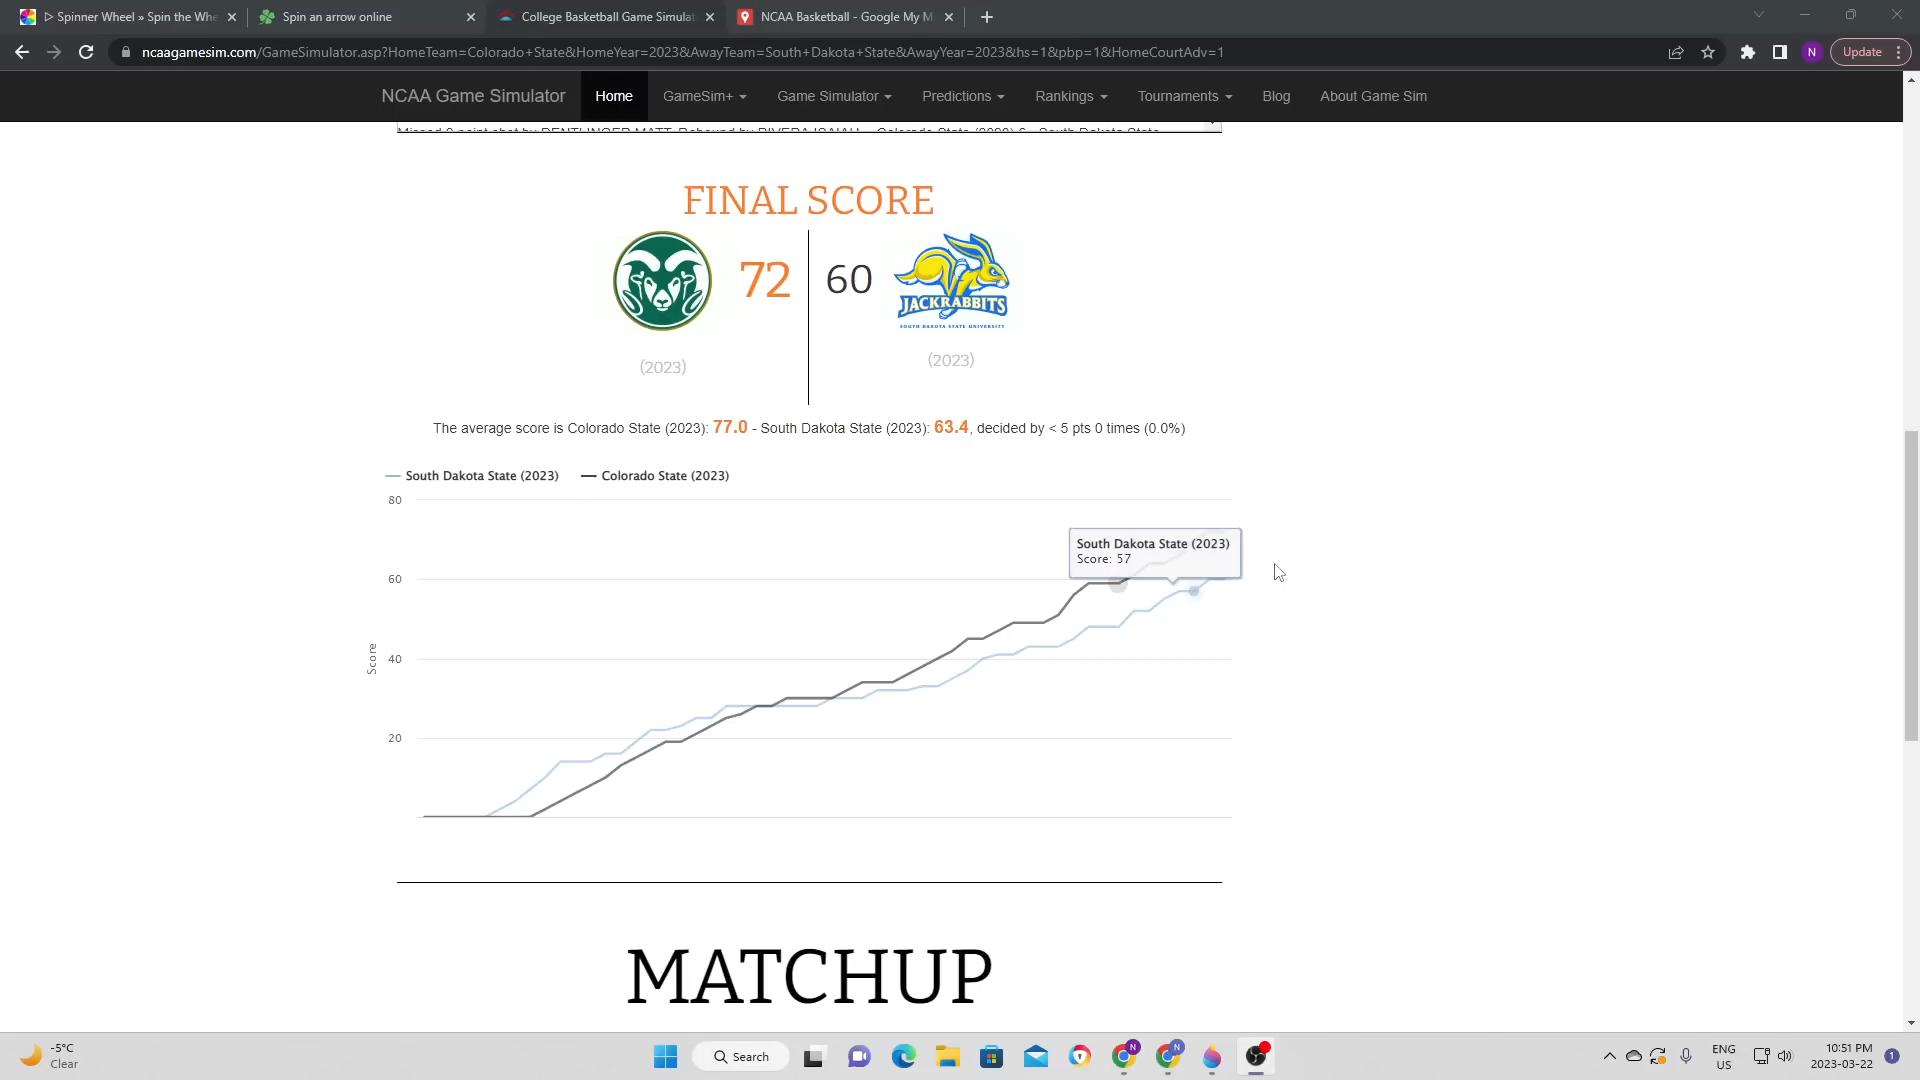 ▷ Spinner Wheel » Spin the Whe
Spin an arrow online
College Basketball Game Simulat
NCAA Basketball - Google My M
ncaagamesim.com/GameSimulator.asp?HomeTeam=Colorado+State&HomeYear=2023&AwayTeam=South+Dakota+State&AwayYear=2023&hs=1&pbp=1&HomeCourtAdv=1
N
Update
NCAA Game Simulator
Home
GameSim+
Game Simulator
Predictions
Rankings
Tournaments
Blog
About Game Sim
FINAL SCORE
72
60
JACKRABBITS
SOUTH DAKOTA STATE UNIVERSITY
(2023)
(2023)
The average score is Colorado State (2023): 77.0 - South Dakota State (2023): 63.4, decided by < 5 pts 0 times (0.0%)
South Dakota State (2023)
Colorado State (2023)
80
60
40
20
Score
South Dakota State (2023)
Score: 57
MATCHUP
-5°C
Clear
Search
N
N
ENG
US
10:51 PM
2023-03-22
1